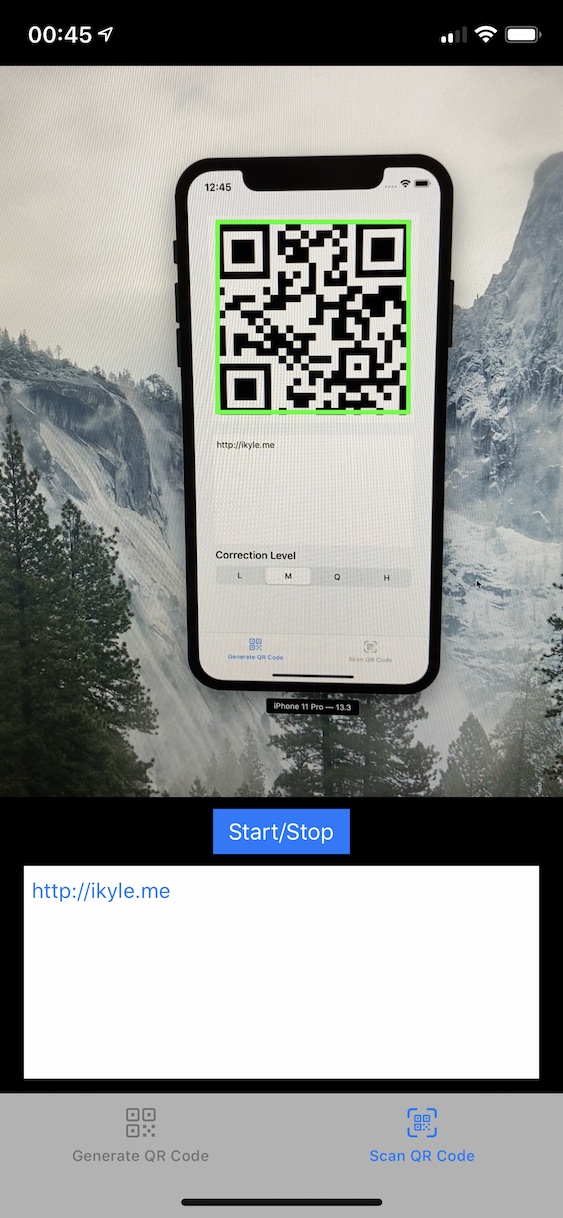 00:45
12:45
http://ikyle.me
Correction Level
L M Q H
Generate QR Code Scan QR Code
iPhone 11 Pro — 13.3
Start/Stop
http://ikyle.me
Generate QR Code Scan QR Code